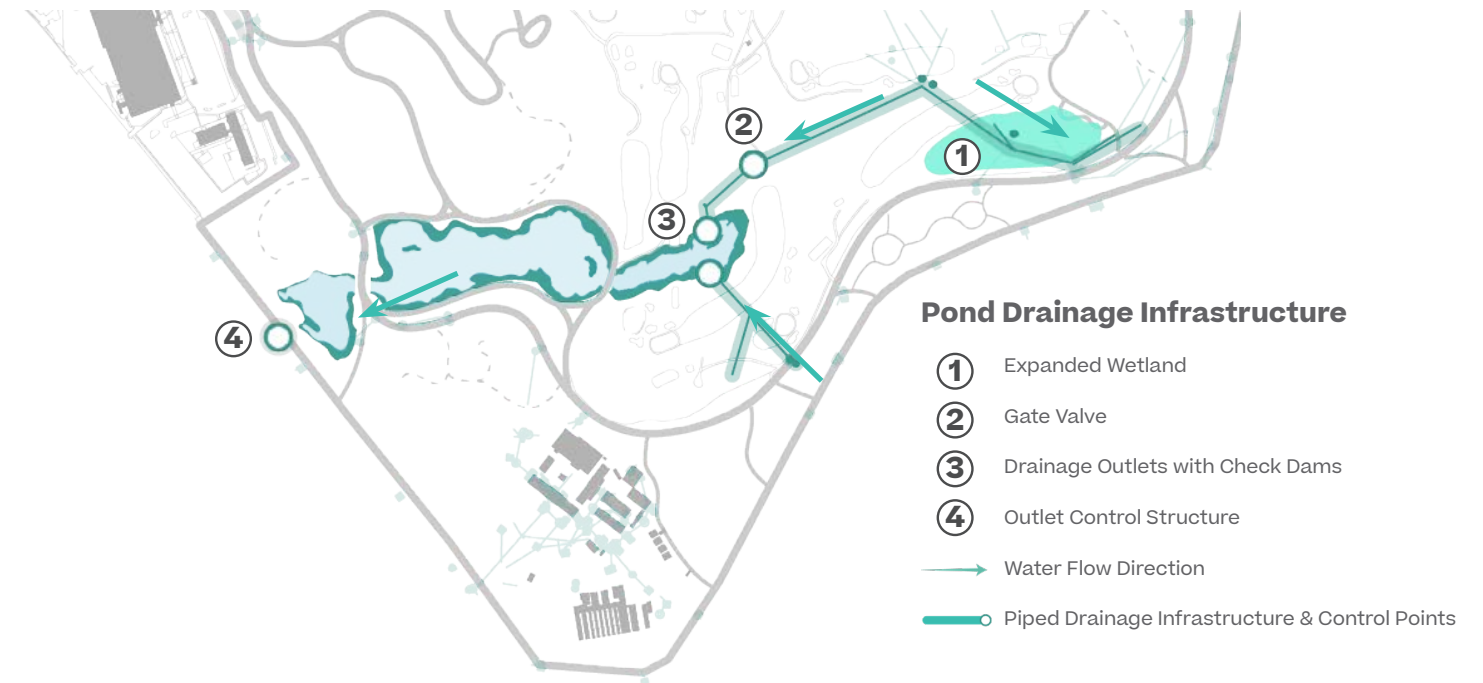 2
1
3
4
Pond Drainage Infrastructure
1 Expanded Wetland
2 Gate Valve
3 Drainage Outlets with Check Dams
4 Outlet Control Structure
Water Flow Direction
Piped Drainage Infrastructure & Control Points